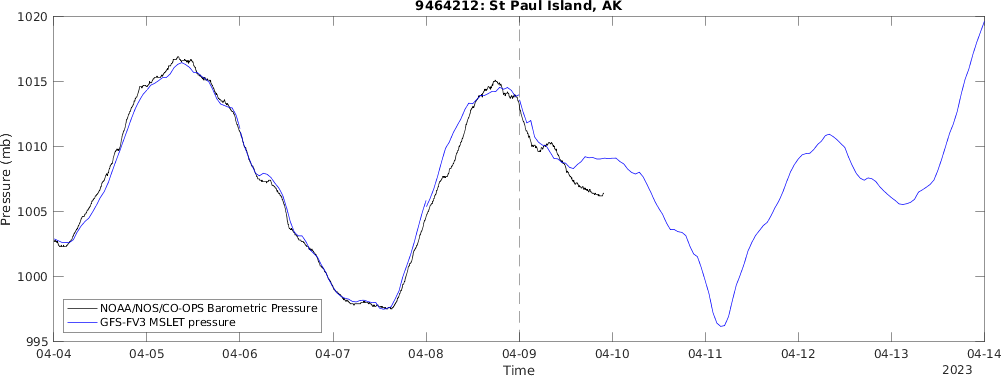 9464212: St Paul Island, AK
1020
1015
1010
1005
1000
995
Pressure (mb)
NOAA/NOS/CO-OPS Barometric Pressure
GFS-FV3 MSLET pressure
04-04 04-05 04-06 04-07 04-08 04-09 04-10 04-11 04-12 04-13 04-14
Time
2023